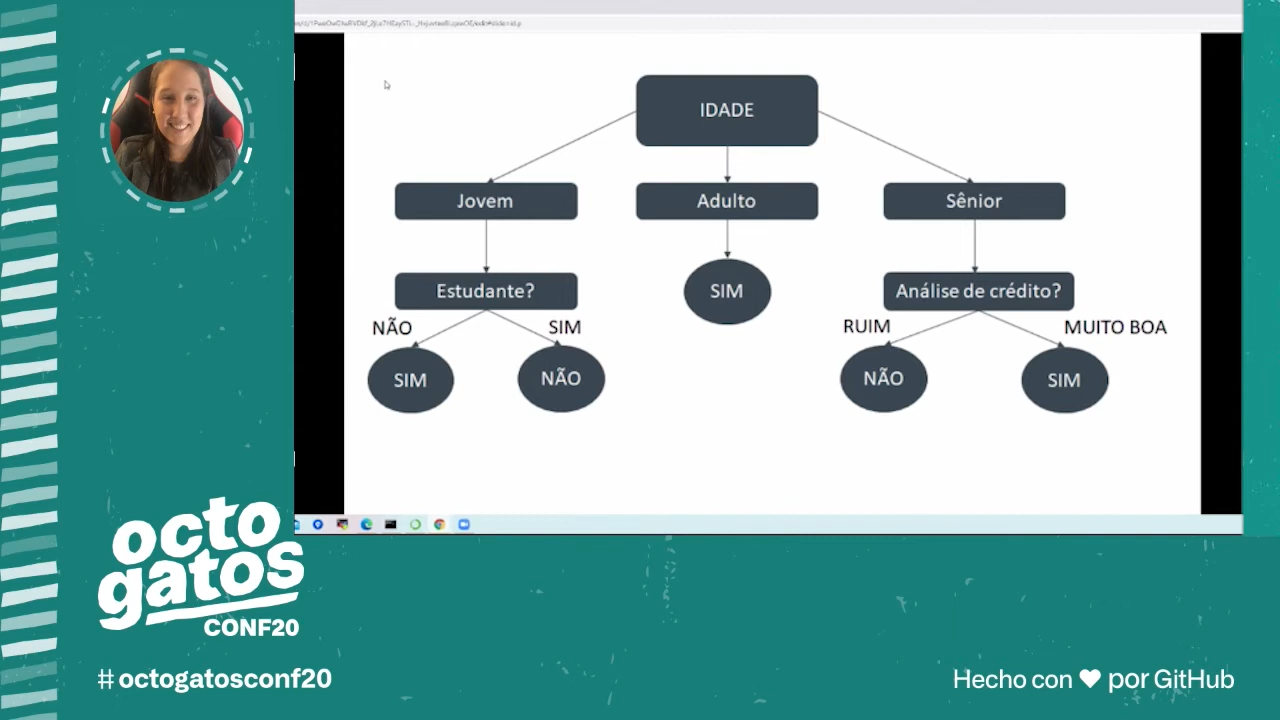 IDADE
Jovem
Adulto
Sênior
Estudante?
SIM
Análise de crédito?
NÃO
SIM
RUIM
MUITO BOA
SIM
NÃO
NÃO
SIM
octo
gatos
CONF20
#octogatosconf20
Hecho con ♥ por GitHub